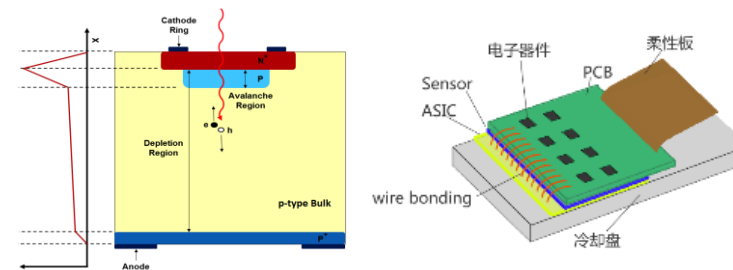 Cathode
Ring
X
N+
P
Avalanche
Region
e
h
Depletion
Region
p-type Bulk
P+
Anode
电子器件
柔性板
PCB
Sensor
ASIC
wire bonding
冷却盘